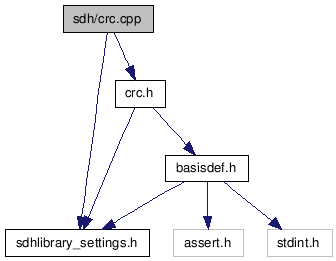 sdh/crc.cpp
crc.h
basisdef.h
sdhlibrary_settings.h
assert.h
stdint.h